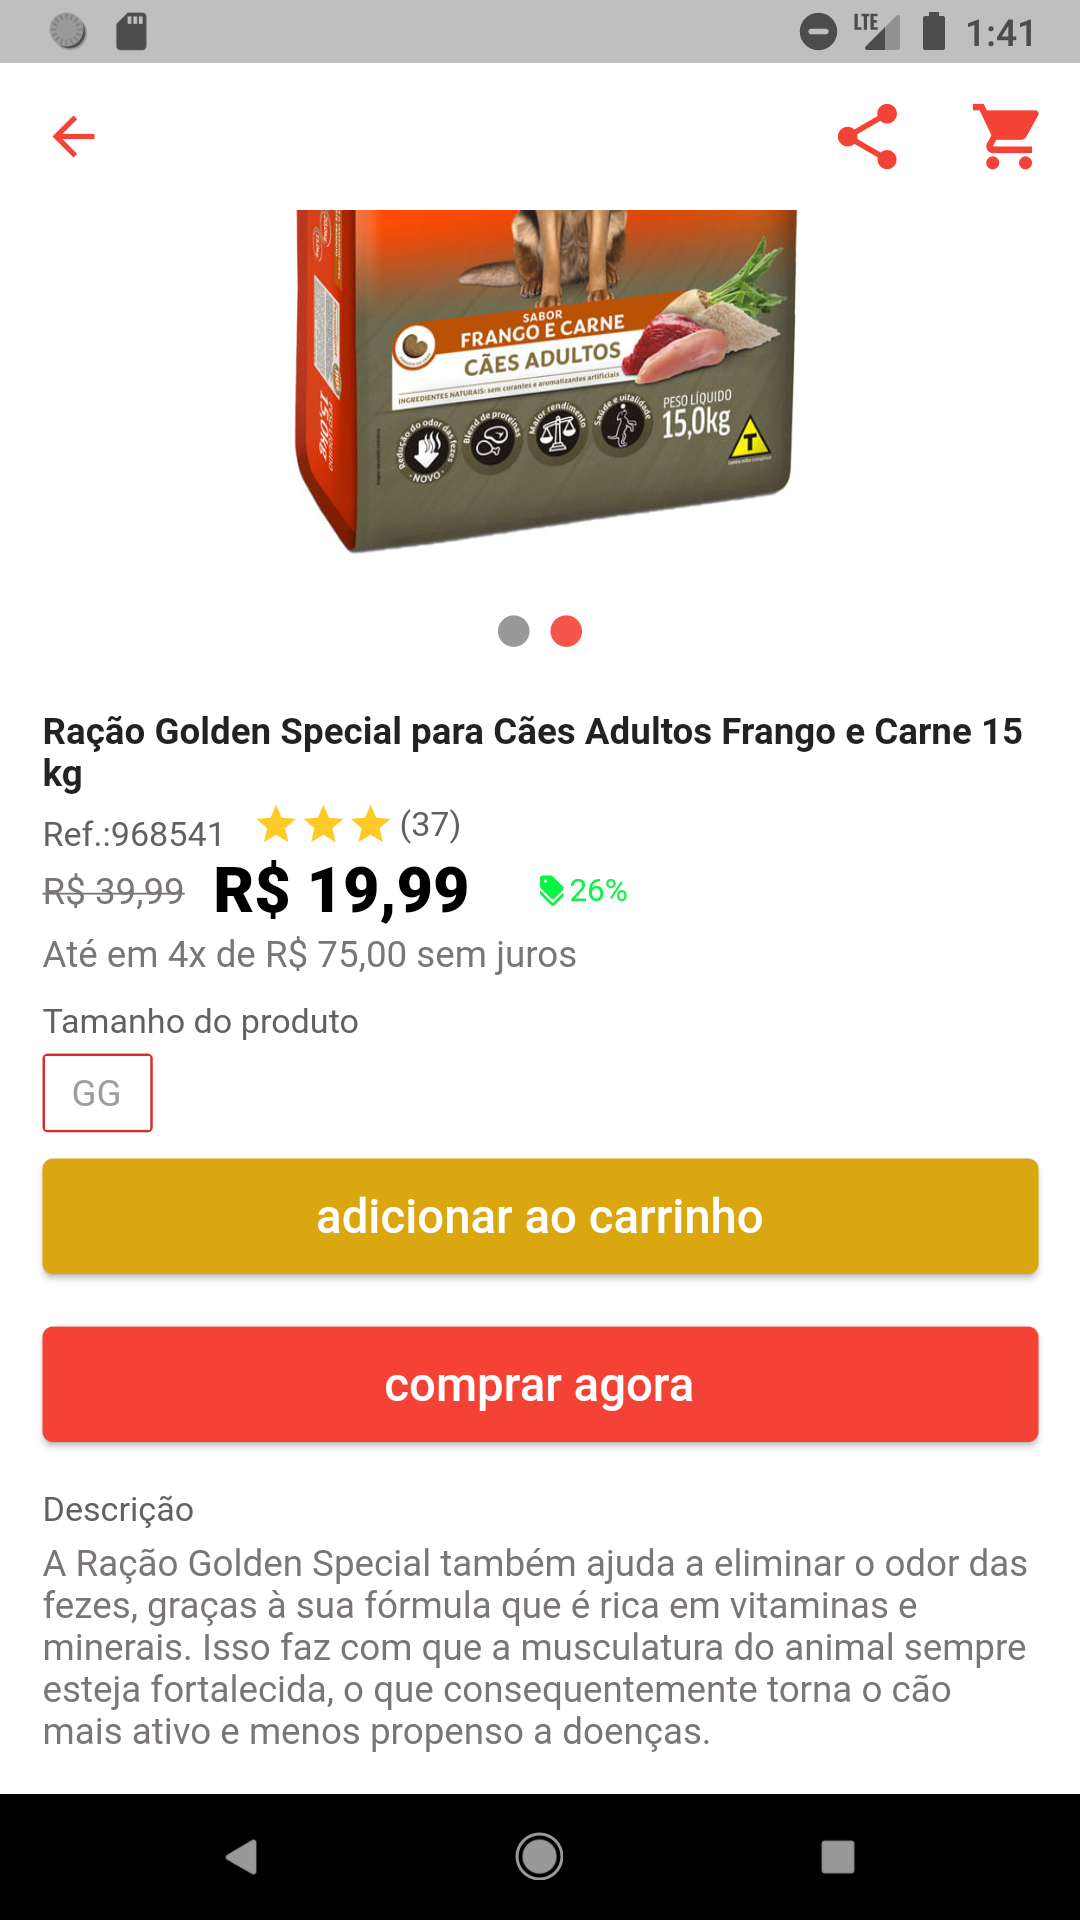 LTE 1:41
SABOR
FRANGO E CARNE
CÃES ADULTOS
INGREDIENTES NATURAIS: sem corantes e aromatizantes artificiais
Redução do odor das fezes
• NOVO •
Blend de proteínas
Maior rendimento
Saúde e vitalidade
PESO LÍQUIDO
15,0kg
T
15,0kg
Ração Golden Special para Cães Adultos Frango e Carne 15
kg
Ref.:968541 (37)
R$ 39,99 R$ 19,99 26%
Até em 4x de R$ 75,00 sem juros
Tamanho do produto
GG
adicionar ao carrinho
comprar agora
Descrição
A Ração Golden Special também ajuda a eliminar o odor das
fezes, graças à sua fórmula que é rica em vitaminas e
minerais. Isso faz com que a musculatura do animal sempre
esteja fortalecida, o que consequentemente torna o cão
mais ativo e menos propenso a doenças.